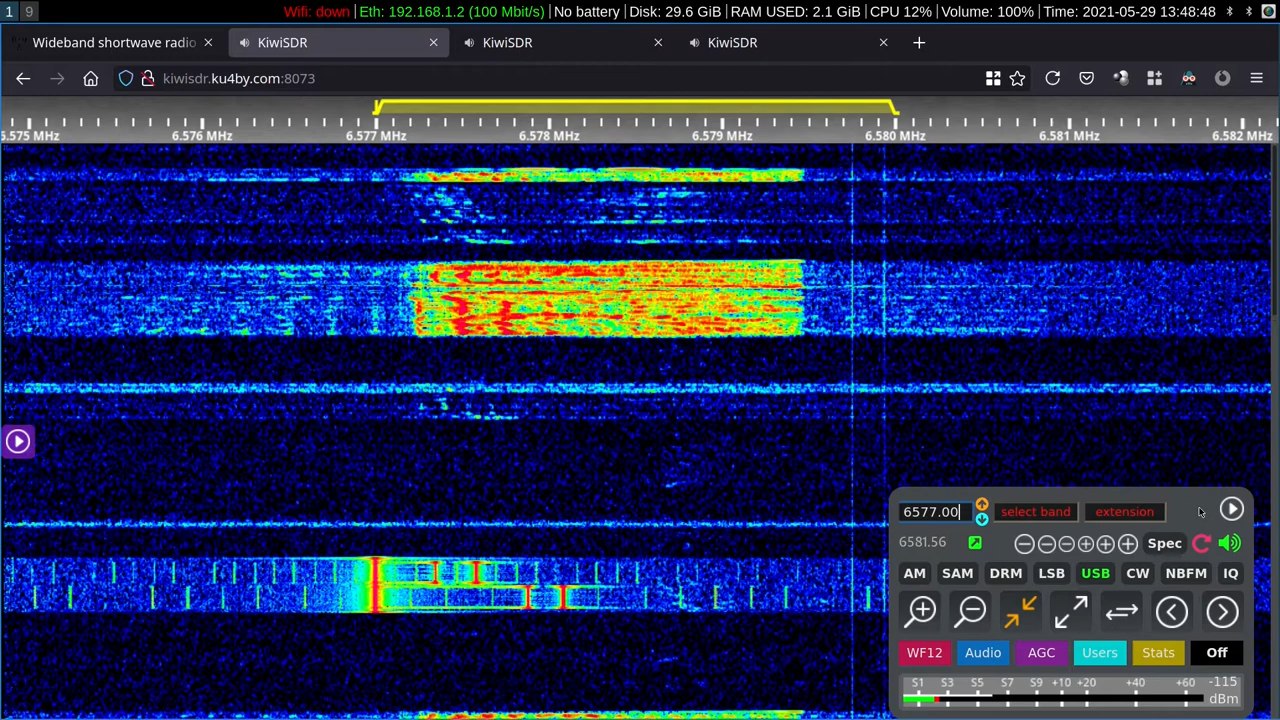 1 9 Wifi: down|Eth: 192.168.1.2 (100 Mbit/s)|No battery|Disk: 29.6 GiB|RAM USED: 2.1 GiB|CPU 12%|Volume: 100%|Time: 2021-05-29 13:48:48
Wideband shortwave radio KiwiSDR KiwiSDR KiwiSDR
kiwisdr.ku4by.com:8073
6.575 MHz 6.576 MHz 6.577 MHz 6.578 MHz 6.579 MHz 6.580 MHz 6.581 MHz 6.582 MHz
6577.00 select band extension
6581.56 Spec
AM SAM DRM LSB USB CW NBFM IQ
WF12 Audio AGC Users Stats Off
S1 S3 S5 S7 S9 +10 +20 +40 +60 -115
dBm